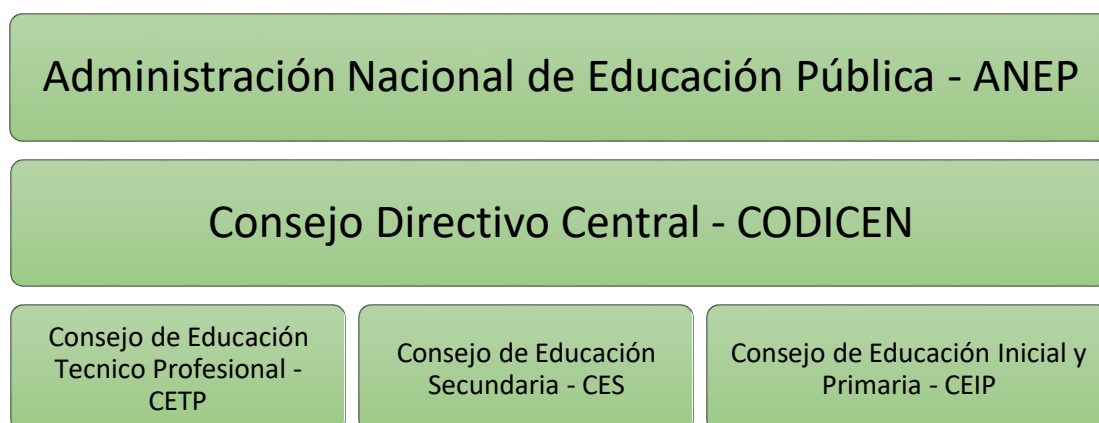 Administración Nacional de Educación Pública - ANEP
Consejo Directivo Central - CODICEN
Consejo de Educación
Tecnico Profesional -
CETP
Consejo de Educación
Secundaria - CES
Consejo de Educación Inicial y
Primaria - CEIP